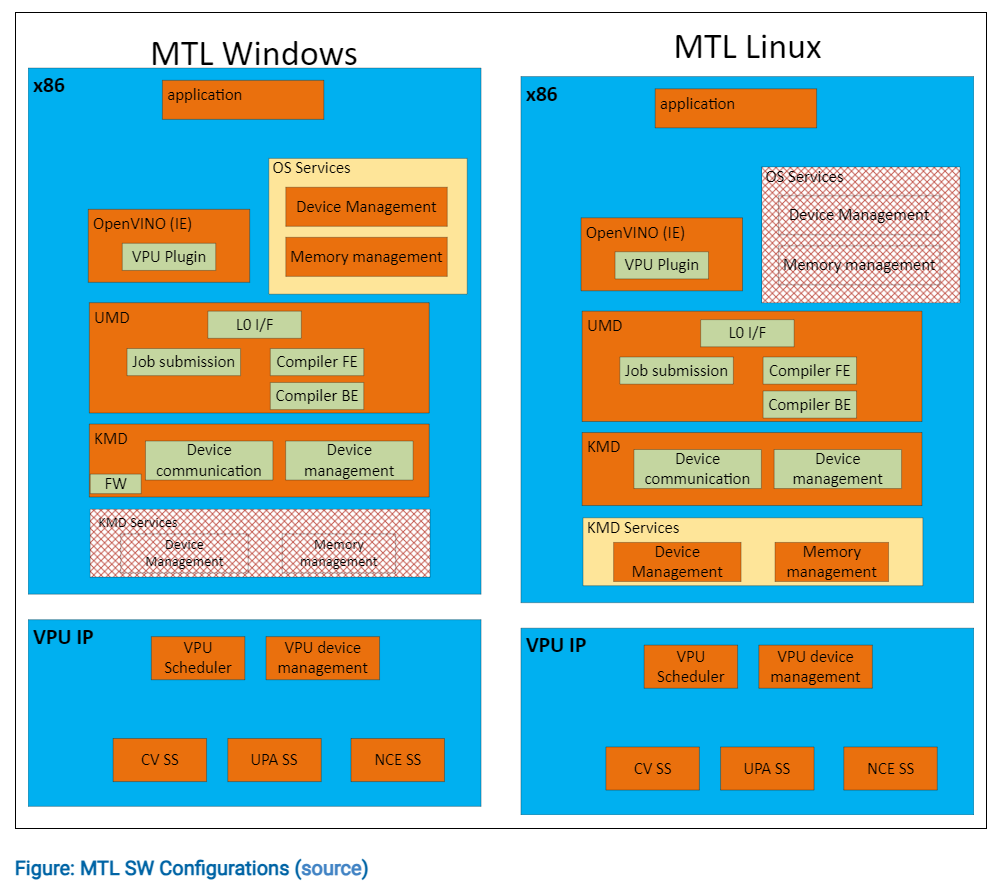 MTL Windows
x86
application
OS Services
Device Management
Memory management
OpenVINO (IE)
VPU Plugin
UMD
L0 I/F
Job submission
Compiler FE
Compiler BE
KMD
Device
communication
Device
management
FW
KMD Services
Device
Management
Memory
management
VPU IP
VPU
Scheduler
VPU device
management
CV SS
UPA SS
NCE SS
MTL Linux
x86
application
OS Services
Device Management
Memory management
OpenVINO (IE)
VPU Plugin
UMD
L0 I/F
Job submission
Compiler FE
Compiler BE
KMD
Device
communication
Device
management
KMD Services
Device
Management
Memory
management
VPU IP
VPU
Scheduler
VPU device
management
CV SS
UPA SS
NCE SS
Figure: MTL SW Configurations (source)